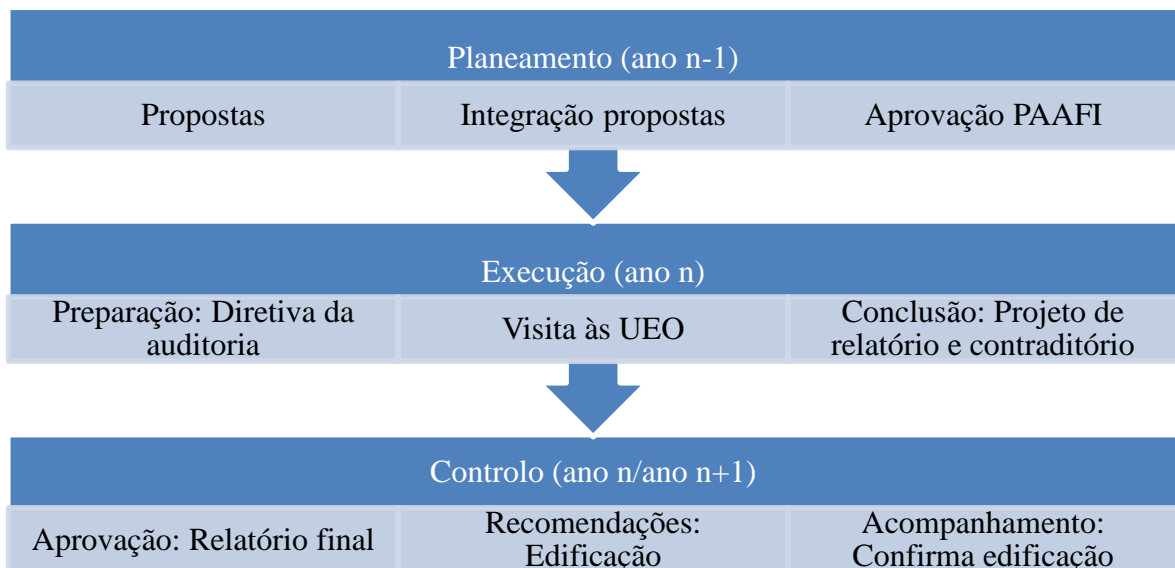 Planeamento (ano n-1)
Propostas
Integração propostas
Aprovação PAAFI
Execução (ano n)
Preparação: Diretiva da
auditoria
Visita às UEO
Conclusão: Projeto de
relatório e contraditório
Controlo (ano n/ano n+1)
Aprovação: Relatório final
Recomendações:
Edificação
Acompanhamento:
Confirma edificação